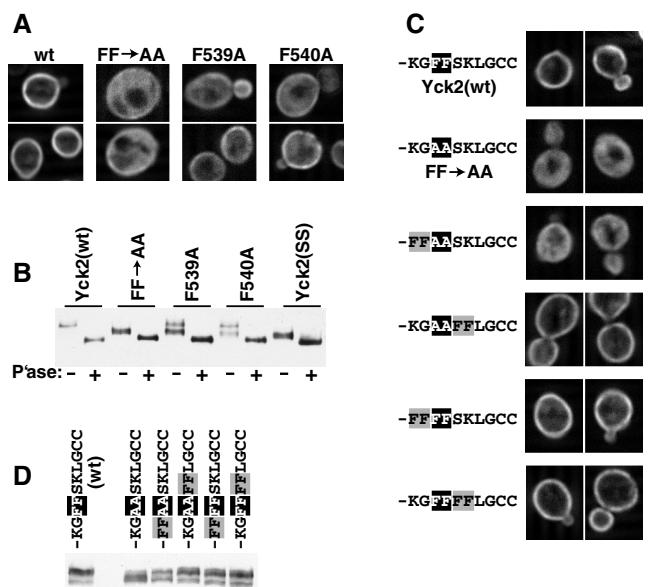 A
wt FF→AA F539A F540A
B
Yck2(wt) FF→AA F539A F540A Yck2(SS)
P'ase: – + – + – + – + – +
C
–KGFFSKLGCC
Yck2(wt)
–KGAASKLGCC
FF→AA
–FFAASKLGCC
–KGAAFFLGCC
–FFFFSKLGCC
–KGFFFFLGCC
D
–KGFFSKLGCC
(wt)
–KGAASKLGCC
–FFAASKLGCC
–KGAAFFLGCC
–FFFFSKLGCC
–KGFFFFLGCC